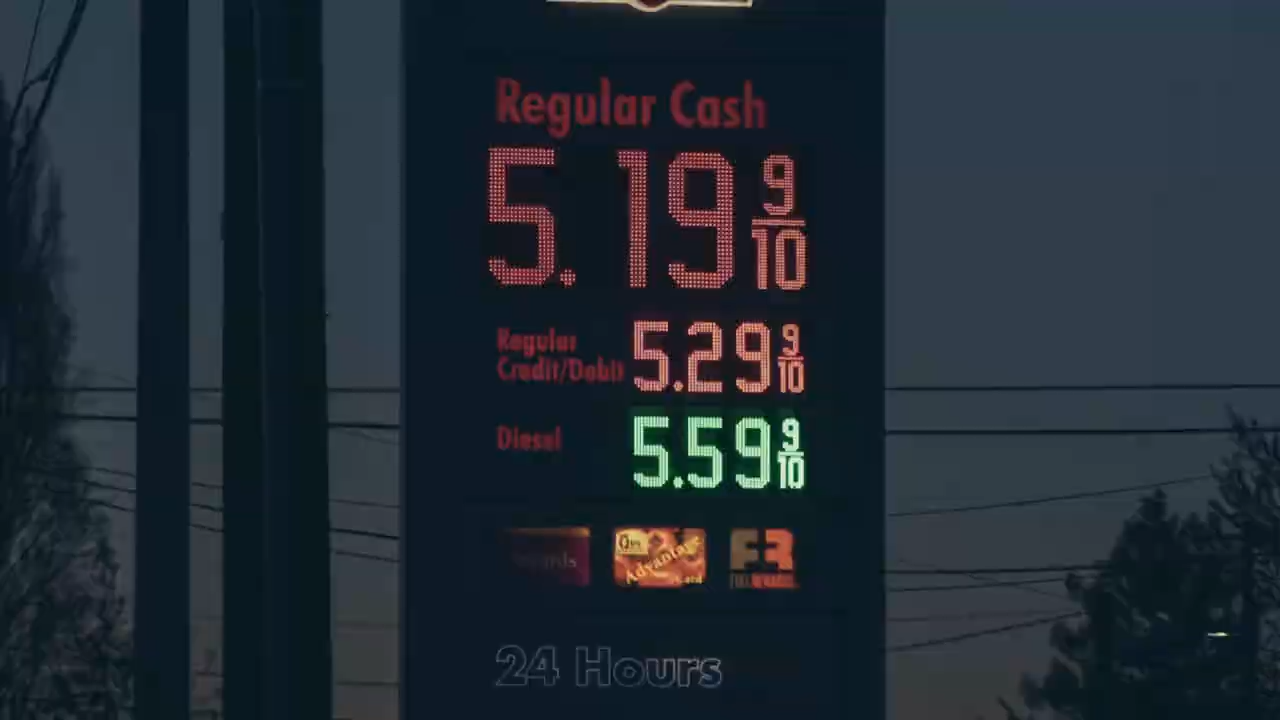 Regular Cash
5.19 9/10
Regular
Credit/Debit
5.29 9/10
Diesel
5.59 9/10
Advantage
24 Hours